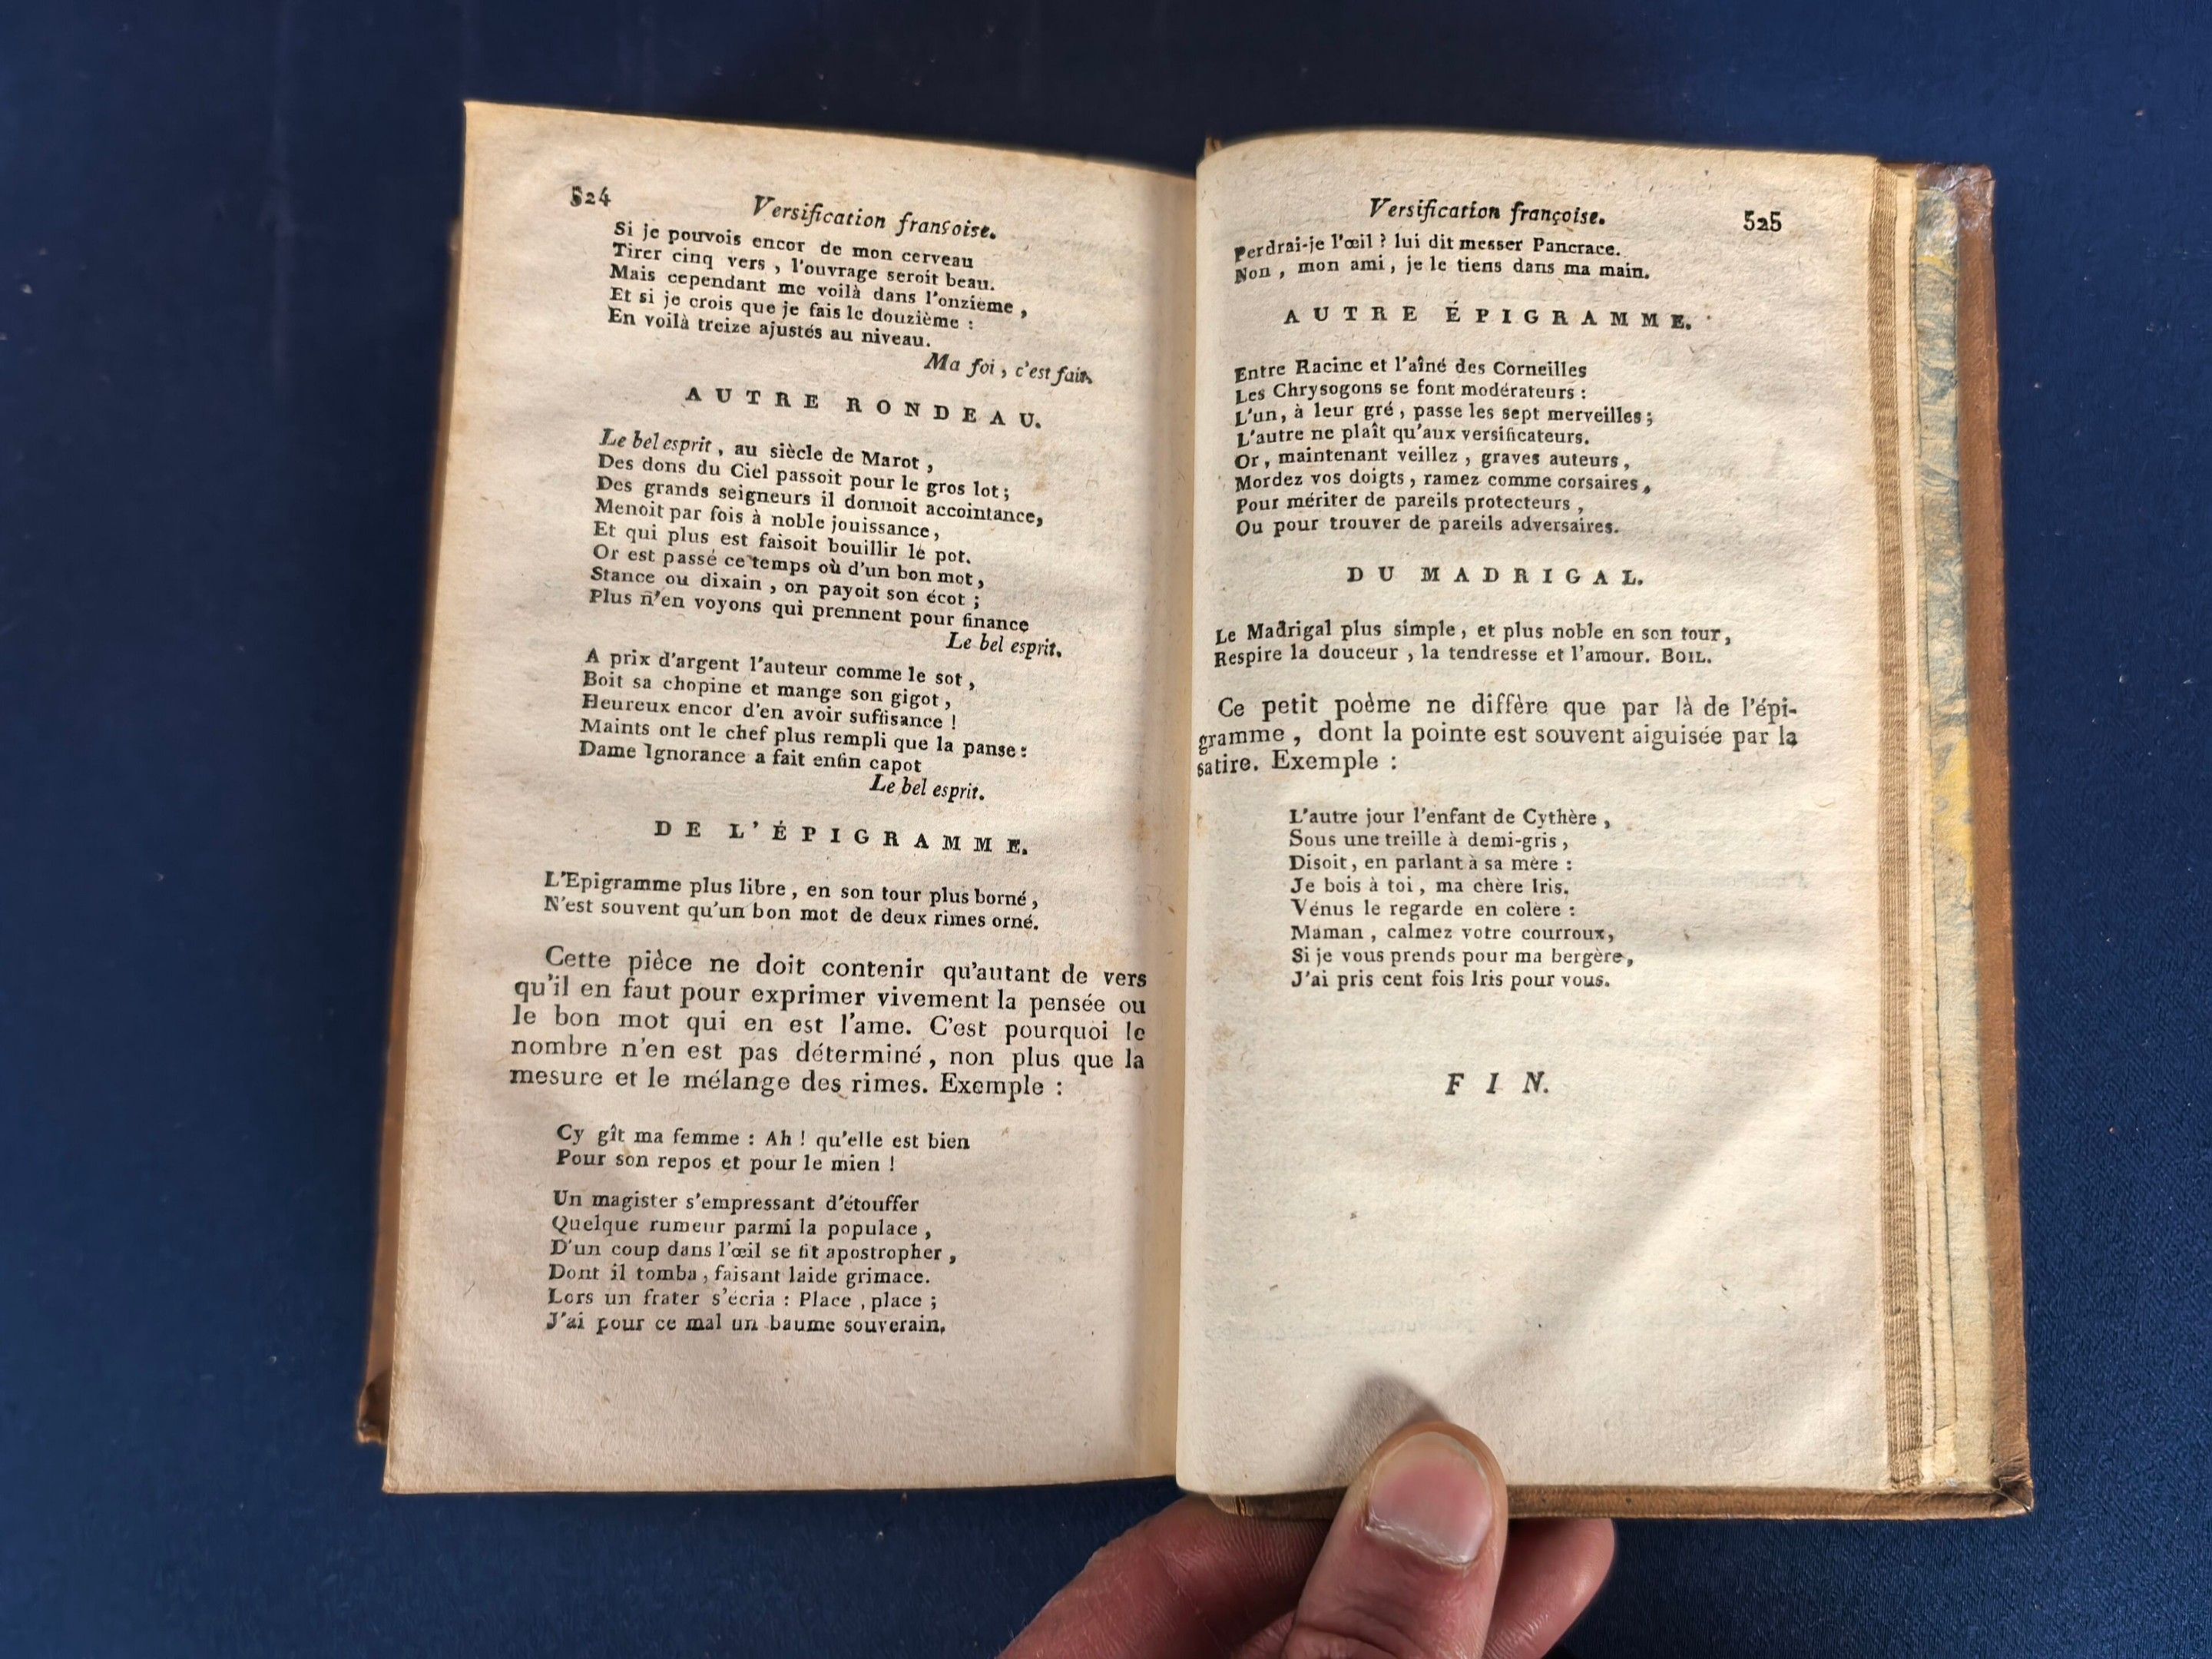 524
Versification françoise.
Si je pouvois encor de mon cerveau
Tirer cinq vers , l'ouvrage seroit beau.
Mais cependant me voilà dans l'onzième ,
Et si je crois que je fais le douzième :
En voilà treize ajustés au niveau.
Ma foi , c'est fait.
AUTRE RONDEAU.
Le bel esprit , au siècle de Marot ,
Des dons du Ciel passoit pour le gros lot ;
Des grands seigneurs il donnoit accointance,
Menoit par fois à noble jouissance ,
Et qui plus est faisoit bouillir le pot.
Or est passé ce temps où d'un bon mot ,
Stance ou dixain , on payoit son écot ;
Plus n'en voyons qui prennent pour finance
Le bel esprit.
A prix d'argent l'auteur comme le sot ,
Boit sa chopine et mange son gigot ,
Heureux encor d'en avoir suffisance !
Maints ont le chef plus rempli que la panse :
Dame Ignorance a fait enfin capot
Le bel esprit.
DE L'ÉPIGRAMME.
L'Epigramme plus libre , en son tour plus borné ,
N'est souvent qu'un bon mot de deux rimes orné.
Cette pièce ne doit contenir qu'autant de vers
qu'il en faut pour exprimer vivement la pensée ou
le bon mot qui en est l'ame. C'est pourquoi le
nombre n'en est pas déterminé , non plus que la
mesure et le mélange des rimes. Exemple :
Cy gît ma femme : Ah ! qu'elle est bien
Pour son repos et pour le mien !
Un magister s'empressant d'étouffer
Quelque rumeur parmi la populace ,
D'un coup dans l'œil se fit apostropher ,
Dont il tomba , faisant laide grimace.
Lors un frater s'écria : Place , place ;
J'ai pour ce mal un baume souverain.
Versification françoise.
525
Perdrai-je l'œil ? lui dit messer Pancrace.
Non , mon ami , je le tiens dans ma main.
AUTRE ÉPIGRAMME.
Entre Racine et l'aîné des Corneilles
Les Chrysogons se font modérateurs :
L'un, à leur gré , passe les sept merveilles ;
L'autre ne plaît qu'aux versificateurs.
Or , maintenant veillez , graves auteurs ,
Mordez vos doigts , ramez comme corsaires ,
Pour mériter de pareils protecteurs ,
Ou pour trouver de pareils adversaires.
DU MADRIGAL.
Le Madrigal plus simple , et plus noble en son tour ,
Respire la douceur , la tendresse et l'amour. BOIL.
Ce petit poème ne diffère que par là de l'épi-
gramme , dont la pointe est souvent aiguisée par la
satire. Exemple :
L'autre jour l'enfant de Cythère ,
Sous une treille à demi-gris ,
Disoit , en parlant à sa mère :
Je bois à toi , ma chère Iris.
Vénus le regarde en colère :
Maman , calmez votre courroux ,
Si je vous prends pour ma bergère ,
J'ai pris cent fois Iris pour vous.
FIN.